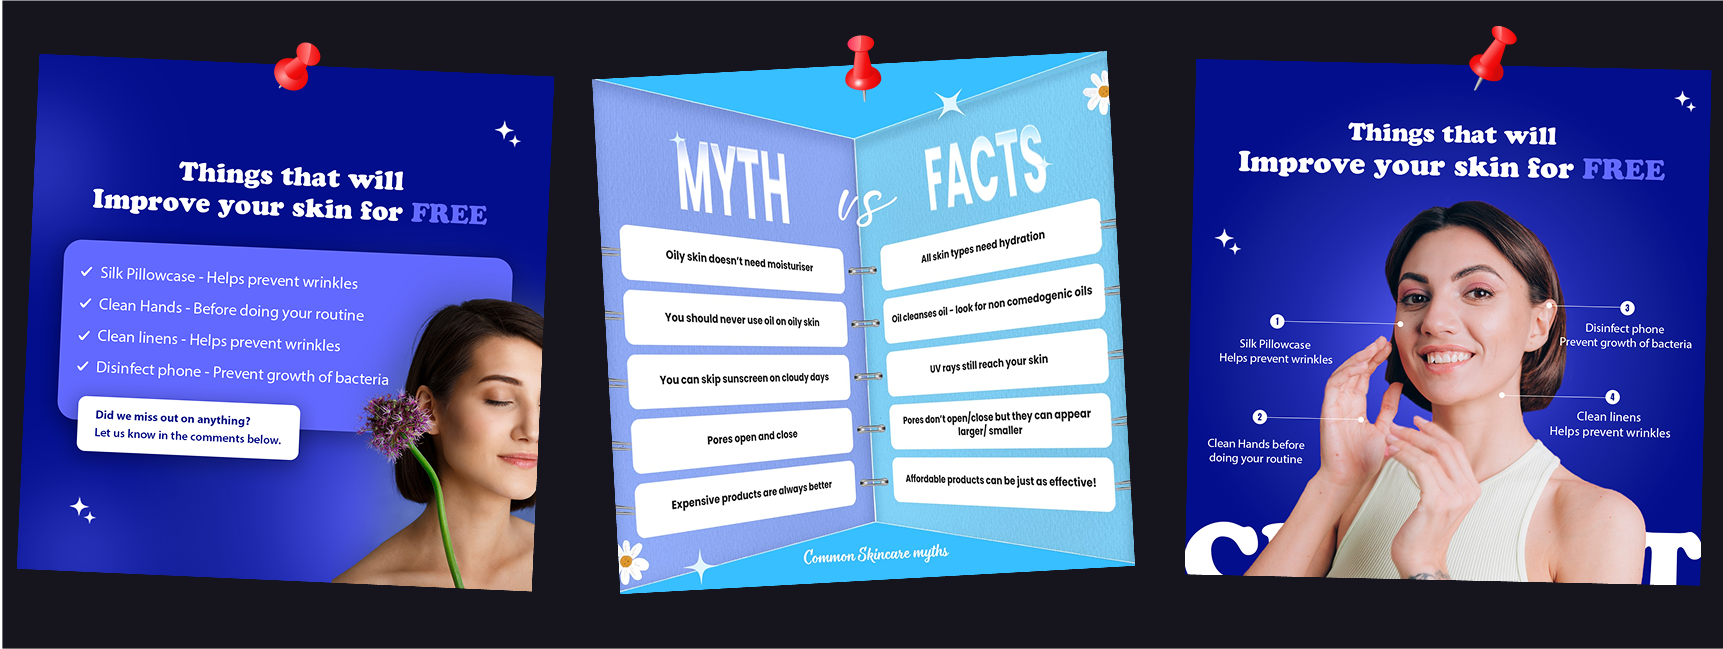 Things that will
Improve your skin for FREE
Silk Pillowcase - Helps prevent wrinkles
Clean Hands - Before doing your routine
Clean linens - Helps prevent wrinkles
Disinfect phone - Prevent growth of bacteria
Did we miss out on anything?
Let us know in the comments below.
MYTH
vs
FACTS
Oily skin doesn't need moisturiser
All skin types need hydration
You should never use oil on oily skin
Oil cleanses oil - look for non comedogenic oils
You can skip sunscreen on cloudy days
UV rays still reach your skin
Pores open and close
Pores don't open/close but they can appear
larger/ smaller
Expensive products are always better
Affordable products can be just as effective!
Common Skincare myths
Things that will
Improve your skin for FREE
1
Silk Pillowcase
Helps prevent wrinkles
2
Clean Hands before
doing your routine
3
Disinfect phone
Prevent growth of bacteria
4
Clean linens
Helps prevent wrinkles